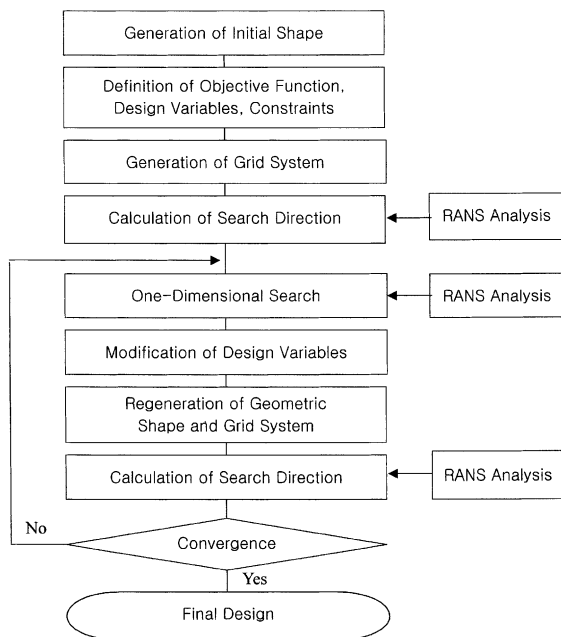 Generation of Initial Shape
Definition of Objective Function,
Design Variables, Constraints
Generation of Grid System
Calculation of Search Direction
RANS Analysis
One-Dimensional Search
RANS Analysis
Modification of Design Variables
Regeneration of Geometric
Shape and Grid System
Calculation of Search Direction
RANS Analysis
No
Convergence
Yes
Final Design